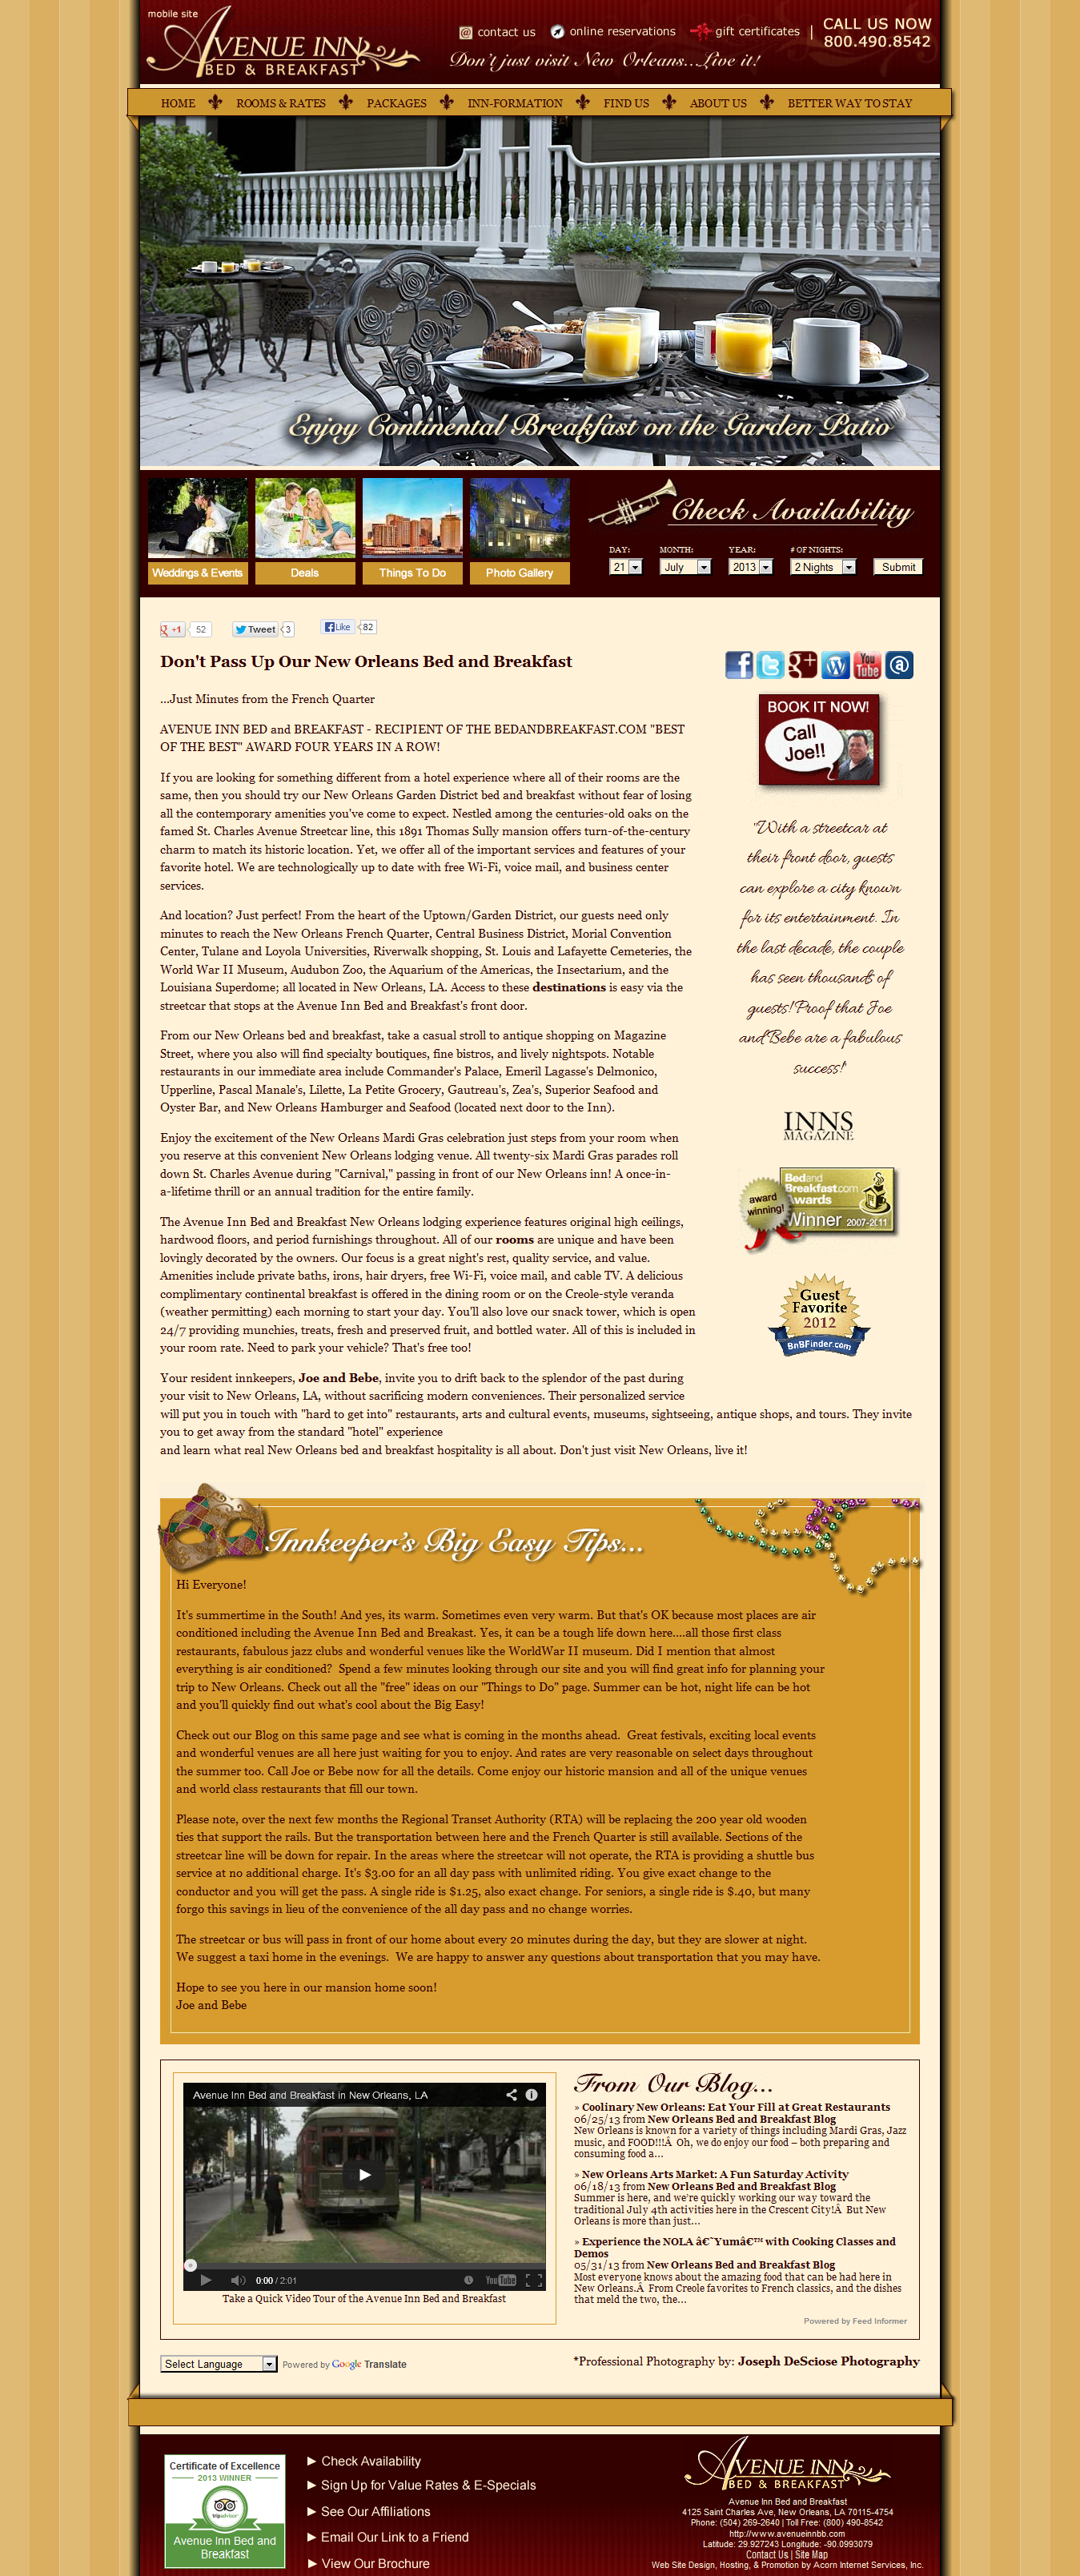 mobile site
AVENUE INN
BED & BREAKFAST
contact us
online reservations
gift certificates
|
CALL US NOW
800.490.8542
Don't just visit New Orleans...Live it!
HOME
ROOMS & RATES
PACKAGES
INN-FORMATION
FIND US
ABOUT US
BETTER WAY TO STAY
Enjoy Continental Breakfast on the Garden Patio
Weddings & Events
Deals
Things To Do
Photo Gallery
Check Availability
DAY: MONTH: YEAR: # OF NIGHTS:
21 July 2013 2 Nights Submit
+1 52 Tweet 3 Like 82
Don't Pass Up Our New Orleans Bed and Breakfast
...Just Minutes from the French Quarter
AVENUE INN BED and BREAKFAST - RECIPIENT OF THE BEDANDBREAKFAST.COM "BEST
OF THE BEST" AWARD FOUR YEARS IN A ROW!
If you are looking for something different from a hotel experience where all of their rooms are the
same, then you should try our New Orleans Garden District bed and breakfast without fear of losing
all the contemporary amenities you've come to expect. Nestled among the centuries-old oaks on the
famed St. Charles Avenue Streetcar line, this 1891 Thomas Sully mansion offers turn-of-the-century
charm to match its historic location. Yet, we offer all of the important services and features of your
favorite hotel. We are technologically up to date with free Wi-Fi, voice mail, and business center
services.
And location? Just perfect! From the heart of the Uptown/Garden District, our guests need only
minutes to reach the New Orleans French Quarter, Central Business District, Morial Convention
Center, Tulane and Loyola Universities, Riverwalk shopping, St. Louis and Lafayette Cemeteries, the
World War II Museum, Audubon Zoo, the Aquarium of the Americas, the Insectarium, and the
Louisiana Superdome; all located in New Orleans, LA. Access to these destinations is easy via the
streetcar that stops at the Avenue Inn Bed and Breakfast's front door.
From our New Orleans bed and breakfast, take a casual stroll to antique shopping on Magazine
Street, where you also will find specialty boutiques, fine bistros, and lively nightspots. Notable
restaurants in our immediate area include Commander's Palace, Emeril Lagasse's Delmonico,
Upperline, Pascal Manale's, Lilette, La Petite Grocery, Gautreau's, Zea's, Superior Seafood and
Oyster Bar, and New Orleans Hamburger and Seafood (located next door to the Inn).
Enjoy the excitement of the New Orleans Mardi Gras celebration just steps from your room when
you reserve at this convenient New Orleans lodging venue. All twenty-six Mardi Gras parades roll
down St. Charles Avenue during "Carnival," passing in front of our New Orleans inn! A once-in-
a-lifetime thrill or an annual tradition for the entire family.
The Avenue Inn Bed and Breakfast New Orleans lodging experience features original high ceilings,
hardwood floors, and period furnishings throughout. All of our rooms are unique and have been
lovingly decorated by the owners. Our focus is a great night's rest, quality service, and value.
Amenities include private baths, irons, hair dryers, free Wi-Fi, voice mail, and cable TV. A delicious
complimentary continental breakfast is offered in the dining room or on the Creole-style veranda
(weather permitting) each morning to start your day. You'll also love our snack tower, which is open
24/7 providing munchies, treats, fresh and preserved fruit, and bottled water. All of this is included in
your room rate. Need to park your vehicle? That's free too!
Your resident innkeepers, Joe and Bebe, invite you to drift back to the splendor of the past during
your visit to New Orleans, LA, without sacrificing modern conveniences. Their personalized service
will put you in touch with "hard to get into" restaurants, arts and cultural events, museums, sightseeing, antique shops, and tours. They invite
you to get away from the standard "hotel" experience
and learn what real New Orleans bed and breakfast hospitality is all about. Don't just visit New Orleans, live it!
You
Tube
BOOK IT NOW!
Call
Joe!!
"With a streetcar at
their front door, guests
can explore a city known
for its entertainment. In
the last decade, the couple
has seen thousands of
guests! Proof that Joe
and Bebe are a fabulous
success!"
INNS
MAGAZINE
award
winning!
Bedand
Breakfast.com
Awards
Winner 2007-2011
Guest
Favorite
2012
BnBFinder.com
Innkeeper's Big Easy Tips...
Hi Everyone!
It's summertime in the South! And yes, its warm. Sometimes even very warm. But that's OK because most places are air
conditioned including the Avenue Inn Bed and Breakast. Yes, it can be a tough life down here....all those first class
restaurants, fabulous jazz clubs and wonderful venues like the WorldWar II museum. Did I mention that almost
everything is air conditioned? Spend a few minutes looking through our site and you will find great info for planning your
trip to New Orleans. Check out all the "free" ideas on our "Things to Do" page. Summer can be hot, night life can be hot
and you'll quickly find out what's cool about the Big Easy!
Check out our Blog on this same page and see what is coming in the months ahead. Great festivals, exciting local events
and wonderful venues are all here just waiting for you to enjoy. And rates are very reasonable on select days throughout
the summer too. Call Joe or Bebe now for all the details. Come enjoy our historic mansion and all of the unique venues
and world class restaurants that fill our town.
Please note, over the next few months the Regional Transet Authority (RTA) will be replacing the 200 year old wooden
ties that support the rails. But the transportation between here and the French Quarter is still available. Sections of the
streetcar line will be down for repair. In the areas where the streetcar will not operate, the RTA is providing a shuttle bus
service at no additional charge. It's $3.00 for an all day pass with unlimited riding. You give exact change to the
conductor and you will get the pass. A single ride is $1.25, also exact change. For seniors, a single ride is $.40, but many
forgo this savings in lieu of the convenience of the all day pass and no change worries.
The streetcar or bus will pass in front of our home about every 20 minutes during the day, but they are slower at night.
We suggest a taxi home in the evenings. We are happy to answer any questions about transportation that you may have.
Hope to see you here in our mansion home soon!
Joe and Bebe
Avenue Inn Bed and Breakfast in New Orleans, LA
0:00 / 2:01 YouTube
Take a Quick Video Tour of the Avenue Inn Bed and Breakfast
From Our Blog...
» Coolinary New Orleans: Eat Your Fill at Great Restaurants
06/25/13 from New Orleans Bed and Breakfast Blog
New Orleans is known for a variety of things including Mardi Gras, Jazz
music, and FOOD!!!Â Oh, we do enjoy our food – both preparing and
consuming food a...
» New Orleans Arts Market: A Fun Saturday Activity
06/18/13 from New Orleans Bed and Breakfast Blog
Summer is here, and we're quickly working our way toward the
traditional July 4th activities here in the Crescent City!Â But New
Orleans is more than just...
» Experience the NOLA â€˜Yumâ€™ with Cooking Classes and
Demos
05/31/13 from New Orleans Bed and Breakfast Blog
Most everyone knows about the amazing food that can be had here in
New Orleans.Â From Creole favorites to French classics, and the dishes
that meld the two, the...
Powered by Feed Informer
Select Language Powered by Google Translate
*Professional Photography by: Joseph DeSciose Photography
Certificate of Excellence
2013 WINNER
tripadvisor
Avenue Inn Bed and
Breakfast
► Check Availability
► Sign Up for Value Rates & E-Specials
► See Our Affiliations
► Email Our Link to a Friend
► View Our Brochure
AVENUE INN
BED & BREAKFAST
Avenue Inn Bed and Breakfast
4125 Saint Charles Ave, New Orleans, LA 70115-4754
Phone: (504) 269-2640 | Toll Free: (800) 490-8542
http://www.avenueinnbb.com
Latitude: 29.927243 Longitude: -90.0993079
Contact Us | Site Map
Web Site Design, Hosting, & Promotion by Acorn Internet Services, Inc.